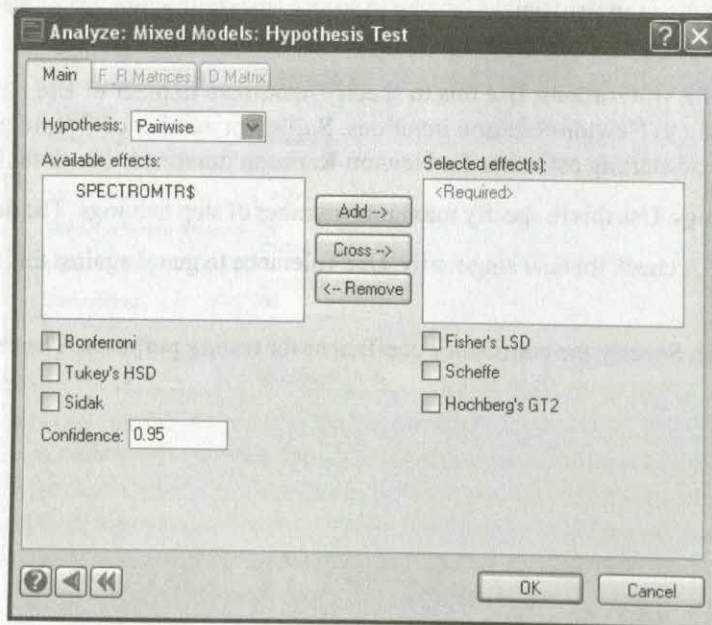 Analyze: Mixed Models: Hypothesis Test
Main
F_R Matrices
D Matrix
Hypothesis: Pairwise
Available effects:
SPECTROMTR$
Add -->
Cross -->
<-- Remove
Selected effect(s):
<Required>
Bonferroni
Tukey's HSD
Sidak
Fisher's LSD
Scheffe
Hochberg's GT2
Confidence: 0.95
OK
Cancel